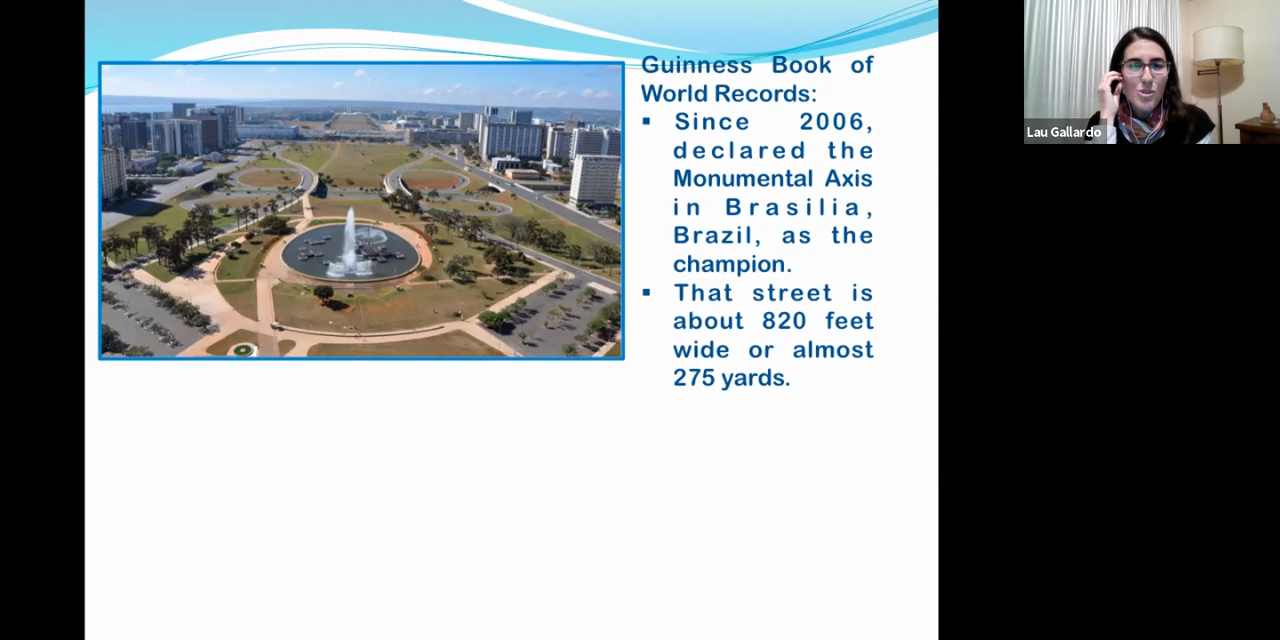 Guinness Book of
World Records:
▪ Since 2006,
declared the
Monumental Axis
in Brasilia,
Brazil, as the
champion.
▪ That street is
about 820 feet
wide or almost
275 yards.
Lau Gallardo